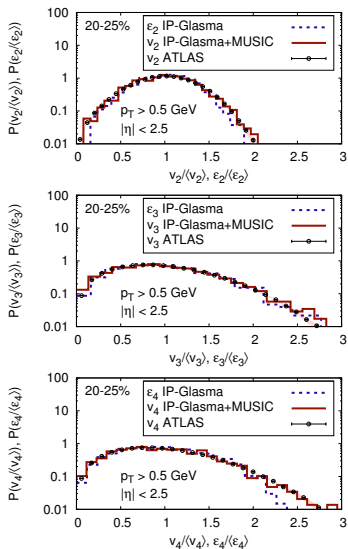 P(v2/⟨v2⟩), P(ε2/⟨ε2⟩)
100
10
1
0.1
0.01
20-25%
ε2 IP-Glasma
v2 IP-Glasma+MUSIC
v2 ATLAS
pT > 0.5 GeV
|η| < 2.5
0 0.5 1 1.5 2 2.5 3
v2/⟨v2⟩, ε2/⟨ε2⟩
P(v3/⟨v3⟩), P(ε3/⟨ε3⟩)
100
10
1
0.1
0.01
20-25%
ε3 IP-Glasma
v3 IP-Glasma+MUSIC
v3 ATLAS
pT > 0.5 GeV
|η| < 2.5
0 0.5 1 1.5 2 2.5 3
v3/⟨v3⟩, ε3/⟨ε3⟩
P(v4/⟨v4⟩), P(ε4/⟨ε4⟩)
100
10
1
0.1
0.01
20-25%
ε4 IP-Glasma
v4 IP-Glasma+MUSIC
v4 ATLAS
pT > 0.5 GeV
|η| < 2.5
0 0.5 1 1.5 2 2.5 3
v4/⟨v4⟩, ε4/⟨ε4⟩